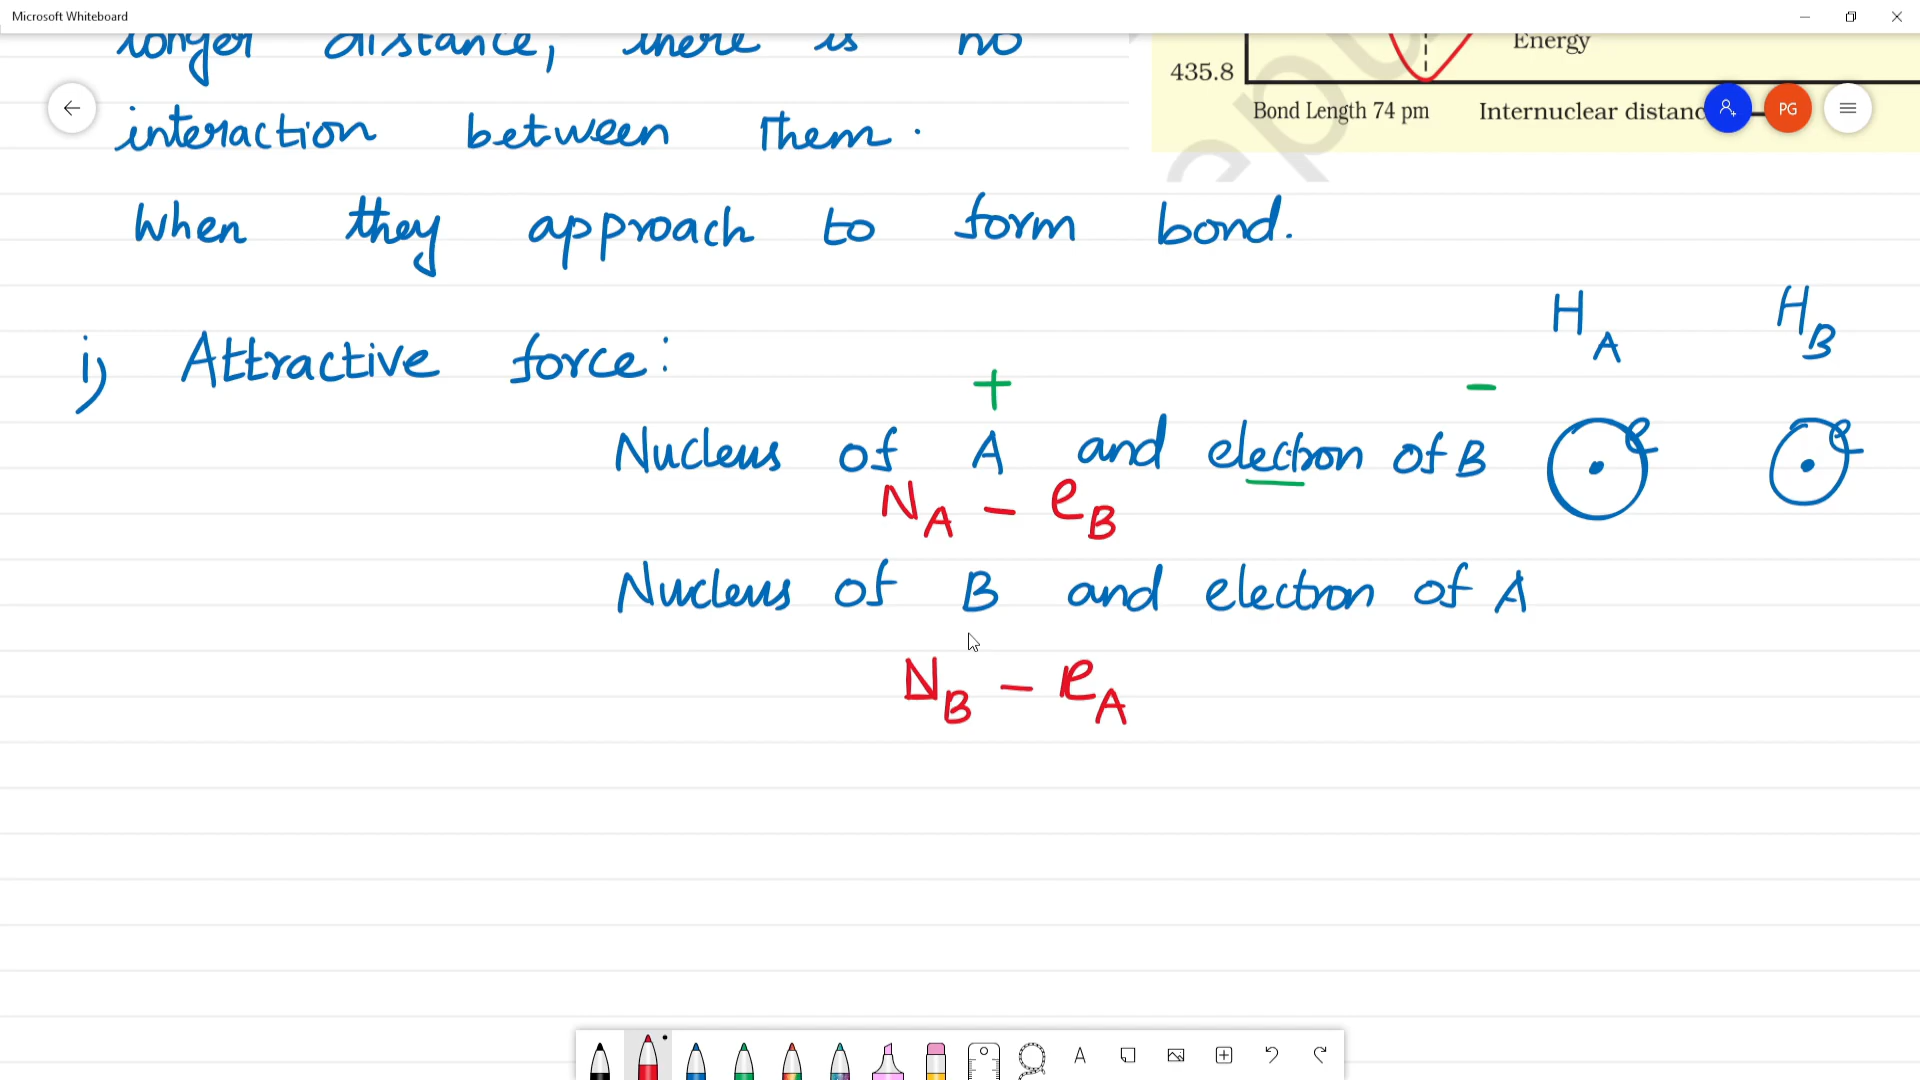 Microsoft Whiteboard
longer distance, there is no
interaction between them.
When they approach to form bond.
Energy
435.8
Bond Length 74 pm Internuclear distanc
PG
H A H B
i) Attractive force:
+ -
Nucleus of A and electron of B
e e
N A - e B
Nucleus of B and electron of A
N B - e A
A